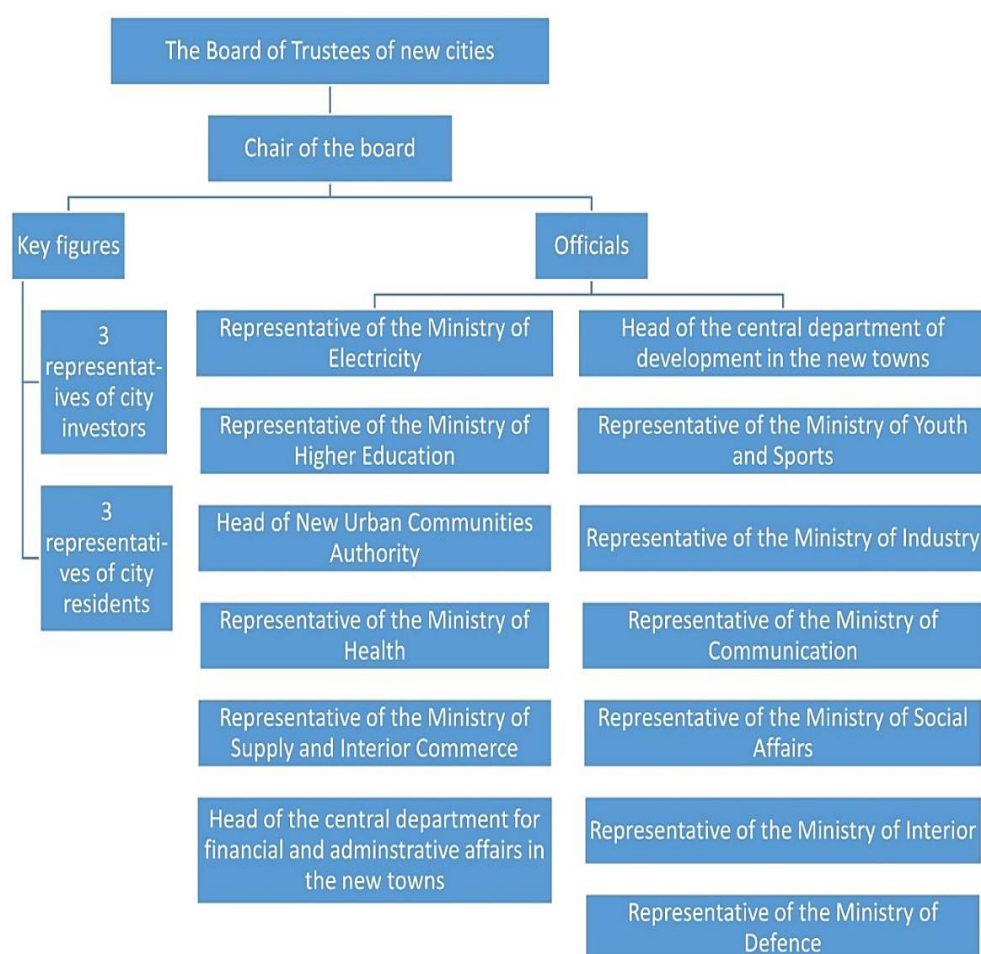 The Board of Trustees of new cities
Chair of the board
Key figures
Officials
3
representat-
ives of city
investors
3
representati-
ves of city
residents
Representative of the Ministry of
Electricity
Representative of the Ministry of
Higher Education
Head of New Urban Communities
Authority
Representative of the Ministry of
Health
Representative of the Ministry of
Supply and Interior Commerce
Head of the central department for
financial and adminstrative affairs in
the new towns
Head of the central department of
development in the new towns
Representative of the Ministry of Youth
and Sports
Representative of the Ministry of Industry
Representative of the Ministry of
Communication
Representative of the Ministry of Social
Affairs
Representative of the Ministry of Interior
Representative of the Ministry of
Defence